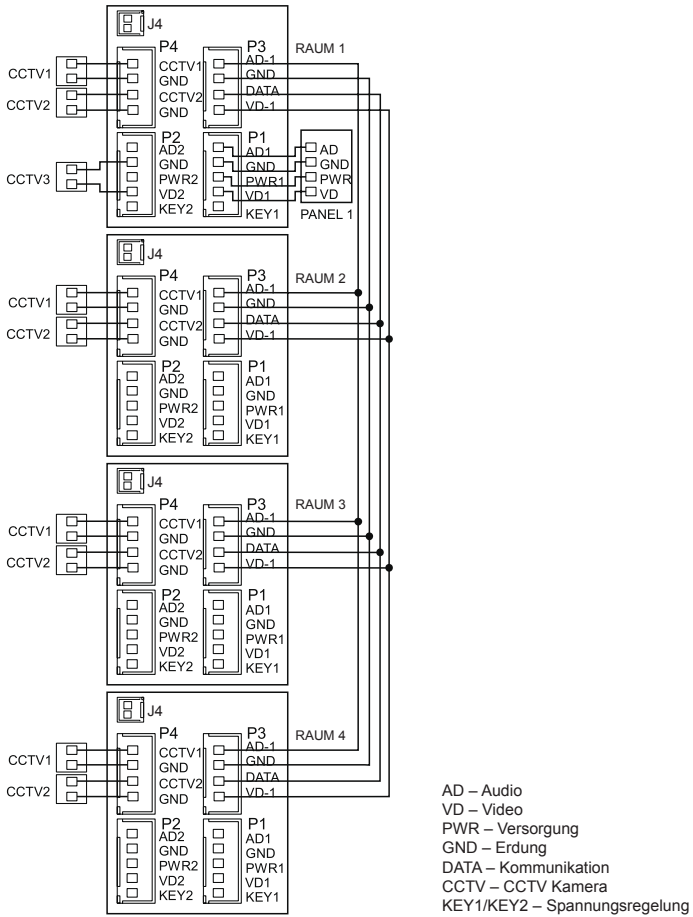 J4
P4 P3 RAUM 1
CCTV1 CCTV1 AD-1
GND GND
CCTV2 CCTV2 DATA
GND VD-1
P2 P1
AD2 AD1 AD
CCTV3 GND GND GND
PWR2 PWR1 PWR
VD2 VD1 VD
KEY2 KEY1 PANEL 1
J4
P4 P3 RAUM 2
CCTV1 CCTV1 AD-1
GND GND
CCTV2 CCTV2 DATA
GND VD-1
P2 P1
AD2 AD1
GND GND
PWR2 PWR1
VD2 VD1
KEY2 KEY1
J4
P4 P3 RAUM 3
CCTV1 CCTV1 AD-1
GND GND
CCTV2 CCTV2 DATA
GND VD-1
P2 P1
AD2 AD1
GND GND
PWR2 PWR1
VD2 VD1
KEY2 KEY1
J4
P4 P3 RAUM 4
CCTV1 CCTV1 AD-1
GND GND
CCTV2 CCTV2 DATA
GND VD-1
P2 P1
AD2 AD1
GND GND
PWR2 PWR1
VD2 VD1
KEY2 KEY1
AD – Audio
VD – Video
PWR – Versorgung
GND – Erdung
DATA – Kommunikation
CCTV – CCTV Kamera
KEY1/KEY2 – Spannungsregelung